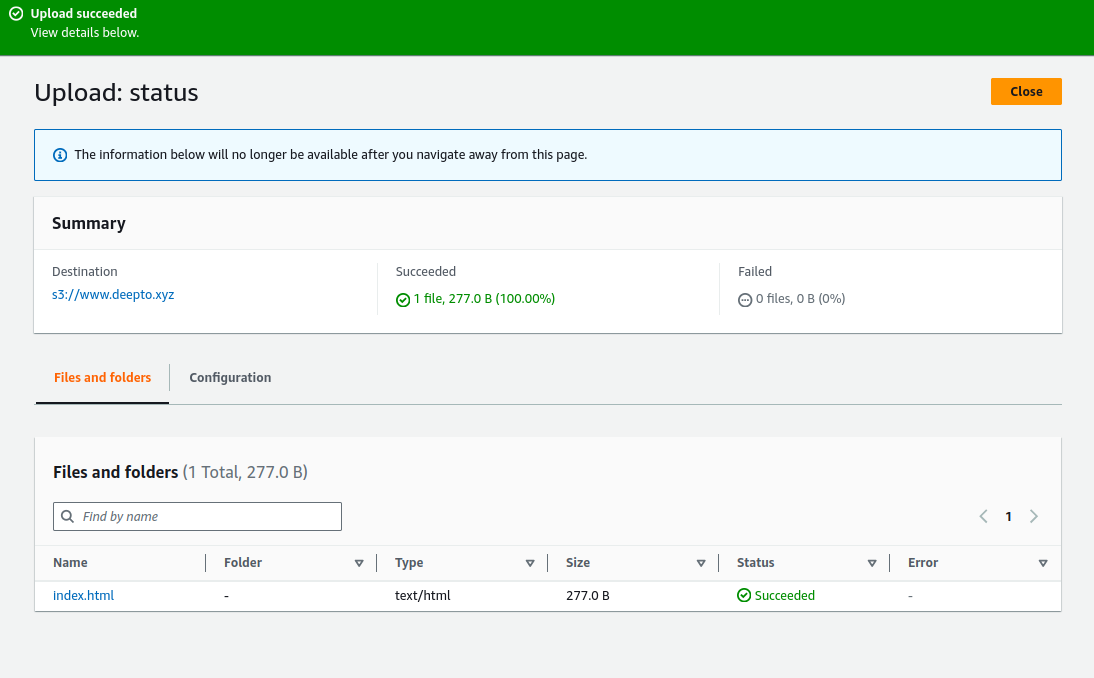 Upload succeeded
View details below.
Upload: status
Close
The information below will no longer be available after you navigate away from this page.
Summary
Destination
s3://www.deepto.xyz
Succeeded
1 file, 277.0 B (100.00%)
Failed
0 files, 0 B (0%)
Files and folders
Configuration
Files and folders (1 Total, 277.0 B)
Find by name
1
Name Folder Type Size Status Error
index.html - text/html 277.0 B Succeeded -